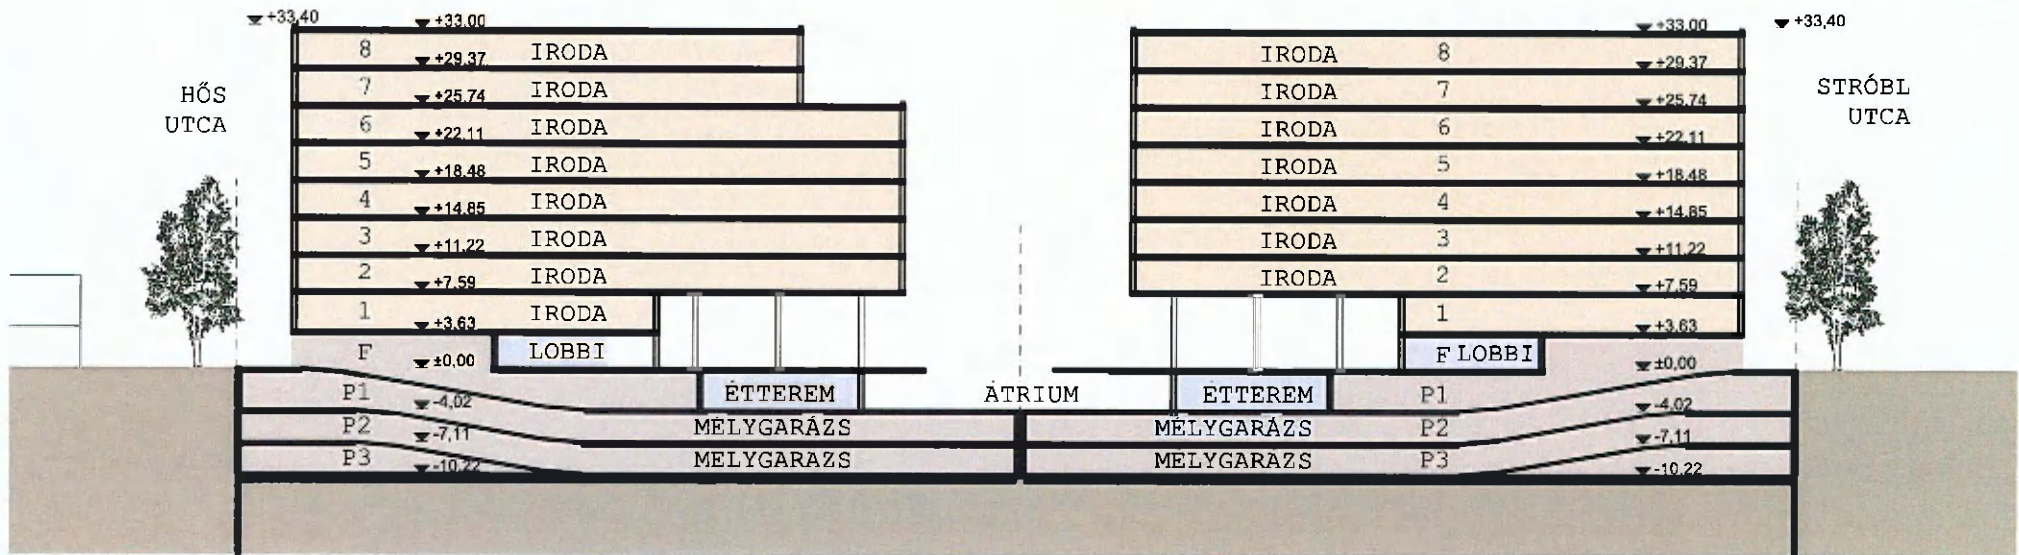 +33,40 +33.00 +33.00 +33,40
8 +29.37 IRODA IRODA 8 +29.37
7 +25.74 IRODA IRODA 7 +25.74
HŐS UTCA
STRÓBL UTCA
6 +22.11 IRODA IRODA 6 +22.11
5 +18.48 IRODA IRODA 5 +18.48
4 +14.85 IRODA IRODA 4 +14.85
3 +11.22 IRODA IRODA 3 +11.22
2 +7.59 IRODA IRODA 2 +7.59
1 +3.63 IRODA 1 +3.63
F ±0,00 LOBBI F LOBBI ±0,00
P1 -4,02 ÉTTEREM ÁTRIUM ÉTTEREM P1 -4.02
P2 -7,11 MÉLYGARÁZS MÉLYGARÁZS P2 -7,11
P3 -10.22 MÉLYGARÁZS MÉLYGARÁZS P3 -10.22